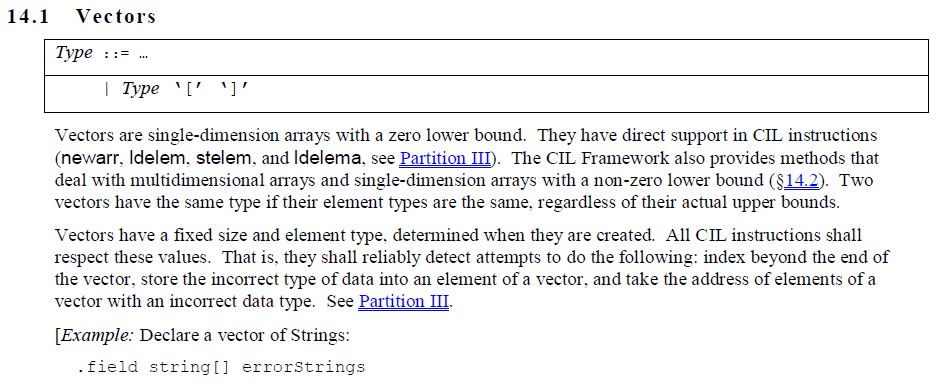 14.1 Vectors
Type ::= …
| Type ‘[’ ‘]’
Vectors are single-dimension arrays with a zero lower bound. They have direct support in CIL instructions
(newarr, ldelem, stelem, and ldelema, see Partition III). The CIL Framework also provides methods that
deal with multidimensional arrays and single-dimension arrays with a non-zero lower bound (§14.2). Two
vectors have the same type if their element types are the same, regardless of their actual upper bounds.
Vectors have a fixed size and element type, determined when they are created. All CIL instructions shall
respect these values. That is, they shall reliably detect attempts to do the following: index beyond the end of
the vector, store the incorrect type of data into an element of a vector, and take the address of elements of a
vector with an incorrect data type. See Partition III.
[Example: Declare a vector of Strings:
.field string[] errorStrings